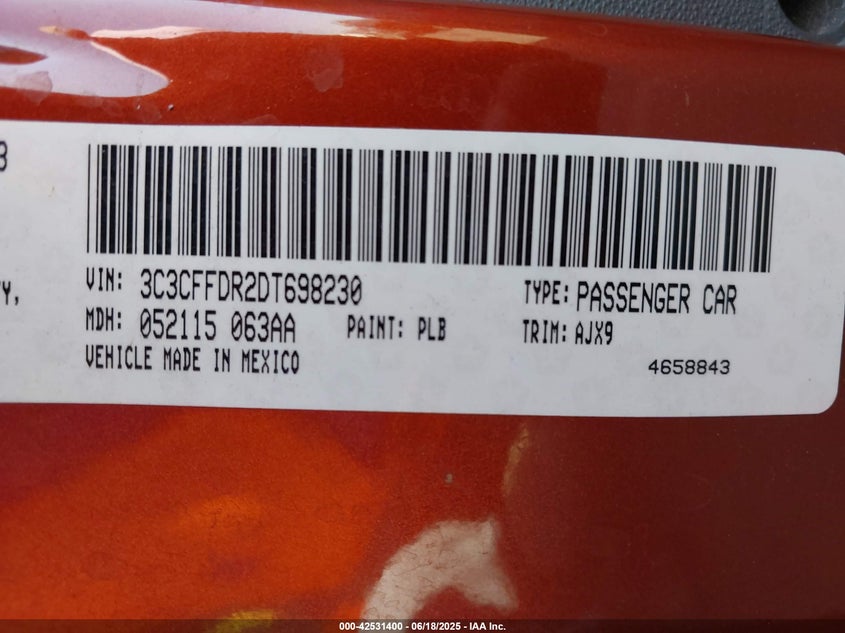 3
VIN: 3C3CFFDR2DT698230 TYPE: PASSENGER CAR
Y,
MDH: 052115 063AA PAINT: PLB TRIM: AJX9
VEHICLE MADE IN MEXICO 4658843
000-42531400 - 06/18/2025 - IAA Inc.